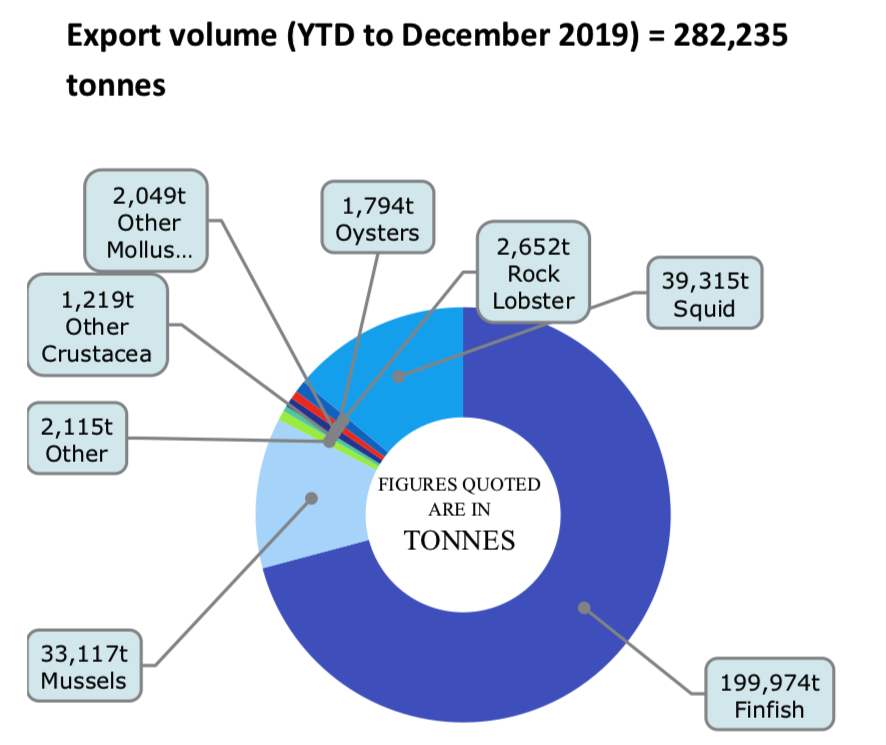 Export volume (YTD to December 2019) = 282,235
tonnes
2,049t
Other
Mollus...
1,794t
Oysters
2,652t
Rock
Lobster
39,315t
Squid
1,219t
Other
Crustacea
2,115t
Other
FIGURES QUOTED
ARE IN
TONNES
33,117t
Mussels
199,974t
Finfish